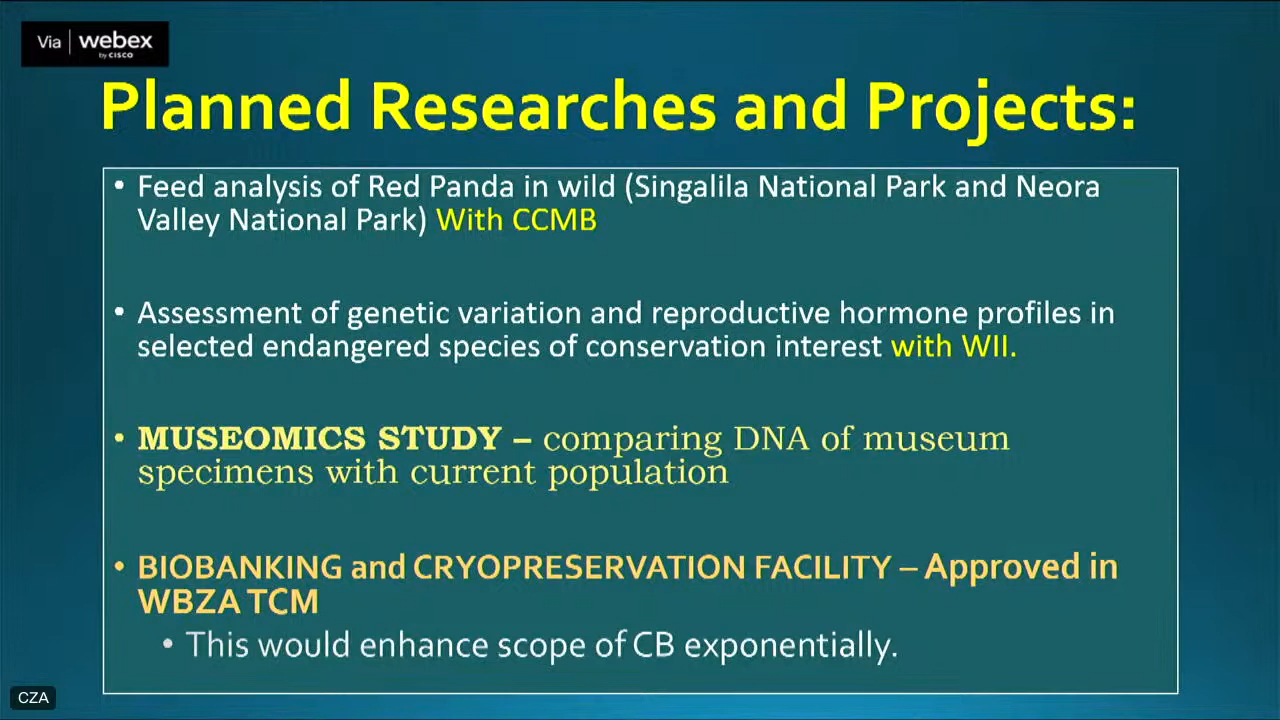 Via | webex
by CISCO
Planned Researches and Projects:
• Feed analysis of Red Panda in wild (Singalila National Park and Neora
Valley National Park) With CCMB
• Assessment of genetic variation and reproductive hormone profiles in
selected endangered species of conservation interest with WII.
• MUSEOMICS STUDY – comparing DNA of museum
specimens with current population
• BIOBANKING and CRYOPRESERVATION FACILITY – Approved in
WBZA TCM
• This would enhance scope of CB exponentially.
CZA